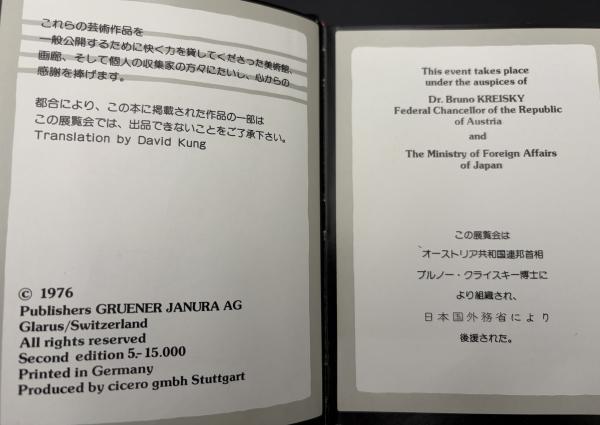 これらの芸術作品を
一般公開するために快く力を貸してくださった美術館、
画廊、そして個人の収集家の方々にたいし、心からの
感謝を捧げます。
都合により、この本に掲載された作品の一部は
この展覧会では、出品できないことをご了承下さい。
Translation by David Kung
© 1976
Publishers GRUENER JANURA AG
Glarus/Switzerland
All rights reserved
Second edition 5.-15.000
Printed in Germany
Produced by cicero gmbh Stuttgart
This event takes place
under the auspices of
Dr. Bruno KREISKY
Federal Chancellor of the Republic
of Austria
and
The Ministry of Foreign Affairs
of Japan
この展覧会は
オーストリア共和国連邦首相
ブルノー・クライスキー博士に
より組織され、
日本国外務省により
後援された。